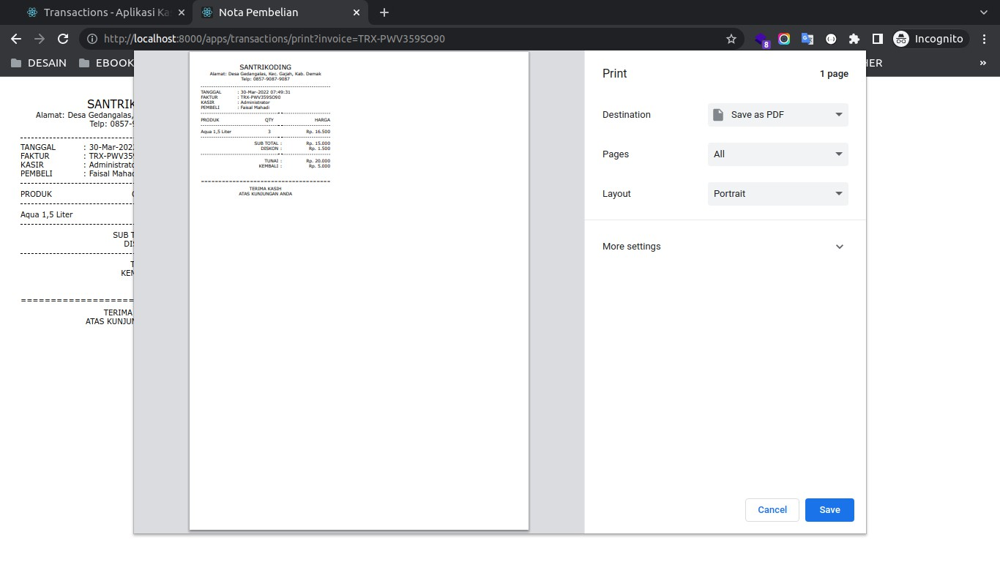 Transactions - Aplikasi Ka
Nota Pembelian
http://localhost:8000/apps/transactions/print?invoice=TRX-PWV359SO90
8
Incognito
DESAIN
EBOOK
HER
»
SANTRIK
Alamat: Desa Gedangalas,
Telp: 0857-9
--------------------------------
TANGGAL : 30-Mar-202
FAKTUR : TRX-PWV359
KASIR : Administrato
PEMBELI : Faisal Mahad
--------------------------------
PRODUK
--------------------------------
Aqua 1,5 Liter
--------------------------------
SUB T
DIS
--------------------------------
T
KEM
================================
TERIMA
ATAS KUNJUN
SANTRIKODING
Alamat: Desa Gedangalas, Kec. Gajah, Kab. Demak
Telp: 0857-9087-9087
--------------------------------
TANGGAL : 30-Mar-2022 07:49:31
FAKTUR : TRX-PWV359SO90
KASIR : Administrator
PEMBELI : Faisal Mahadi
--------------------------------
PRODUK QTY HARGA
--------------------------------
Aqua 1,5 Liter 3 Rp. 16.500
--------------------------------
SUB TOTAL : Rp. 15.000
DISKON : Rp. 1.500
--------------------------------
TUNAI : Rp. 20.000
KEMBALI : Rp. 5.000
================================
TERIMA KASIH
ATAS KUNJUNGAN ANDA
Print
1 page
Destination
Save as PDF
Pages
All
Layout
Portrait
More settings
Cancel
Save